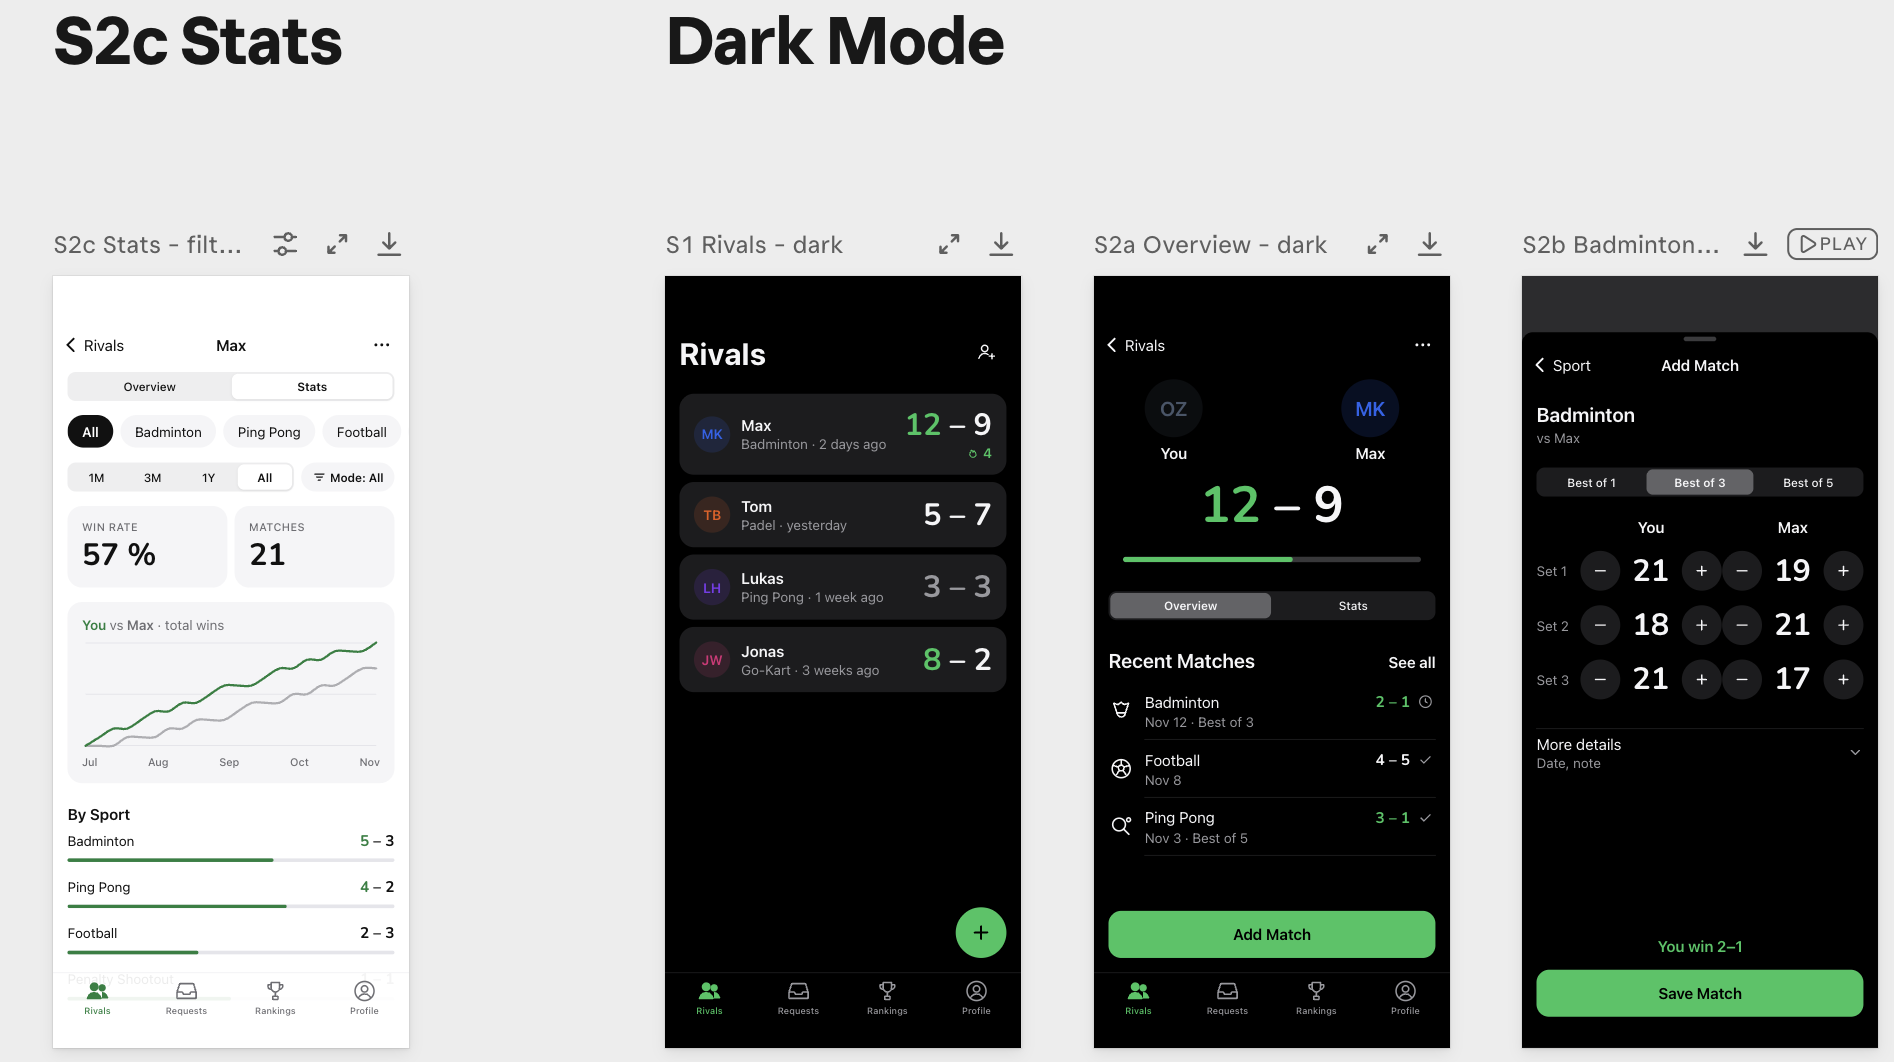 S2c Stats
Dark Mode
S2c Stats - filt...
S1 Rivals - dark
S2a Overview - dark
S2b Badminton...
PLAY
Rivals
Max
Overview
Stats
All
Badminton
Ping Pong
Football
1M
3M
1Y
All
Mode: All
WIN RATE
57 %
MATCHES
21
You vs Max · total wins
Jul
Aug
Sep
Oct
Nov
By Sport
Badminton
5 – 3
Ping Pong
4 – 2
Football
2 – 3
Penalty Shootout
1 – 1
Rivals
Requests
Rankings
Profile
Rivals
MK
Max
Badminton · 2 days ago
12 – 9
4
TB
Tom
Padel · yesterday
5 – 7
LH
Lukas
Ping Pong · 1 week ago
3 – 3
JW
Jonas
Go-Kart · 3 weeks ago
8 – 2
Rivals
Requests
Rankings
Profile
Rivals
OZ
MK
You
Max
12 – 9
Overview
Stats
Recent Matches
See all
Badminton
2 – 1
Nov 12 · Best of 3
Football
4 – 5
Nov 8
Ping Pong
3 – 1
Nov 3 · Best of 5
Add Match
Rivals
Requests
Rankings
Profile
Sport
Add Match
Badminton
vs Max
Best of 1
Best of 3
Best of 5
You
Max
Set 1
− 21 +
− 19 +
Set 2
− 18 +
− 21 +
Set 3
− 21 +
− 17 +
More details
Date, note
You win 2–1
Save Match